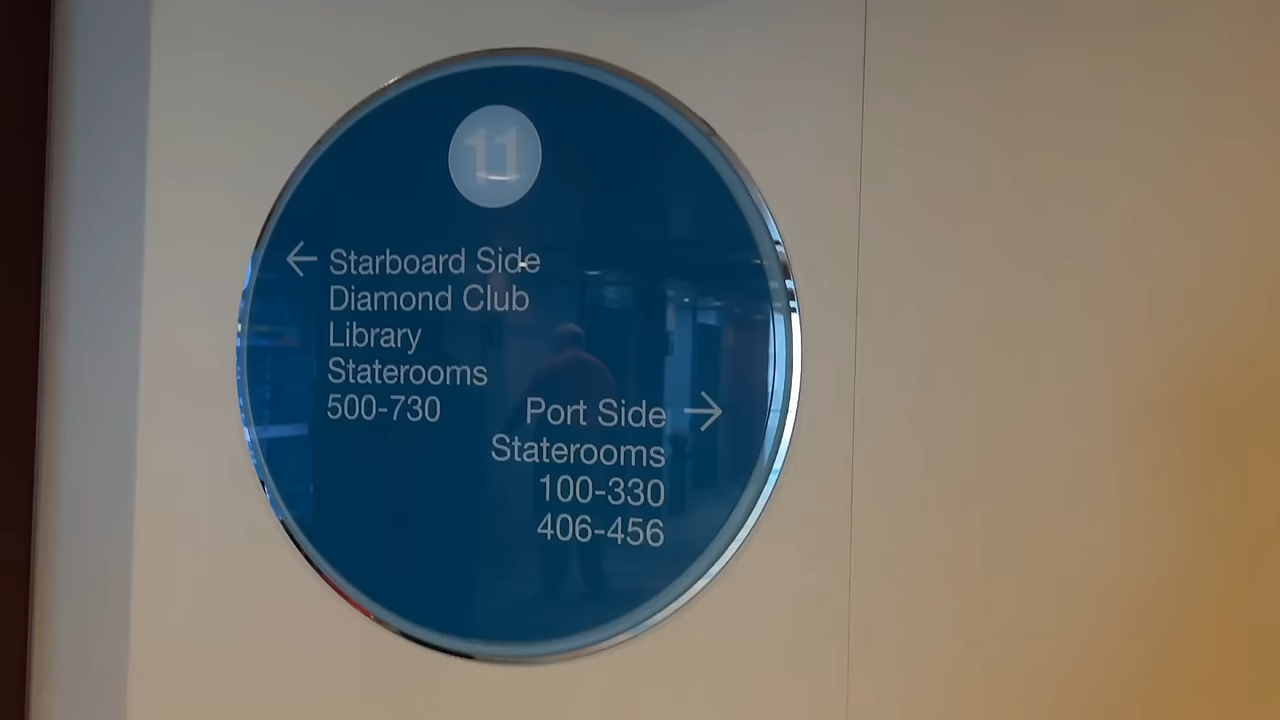 11
← Starboard Side
Diamond Club
Library
Staterooms
500-730
Port Side →
Staterooms
100-330
406-456